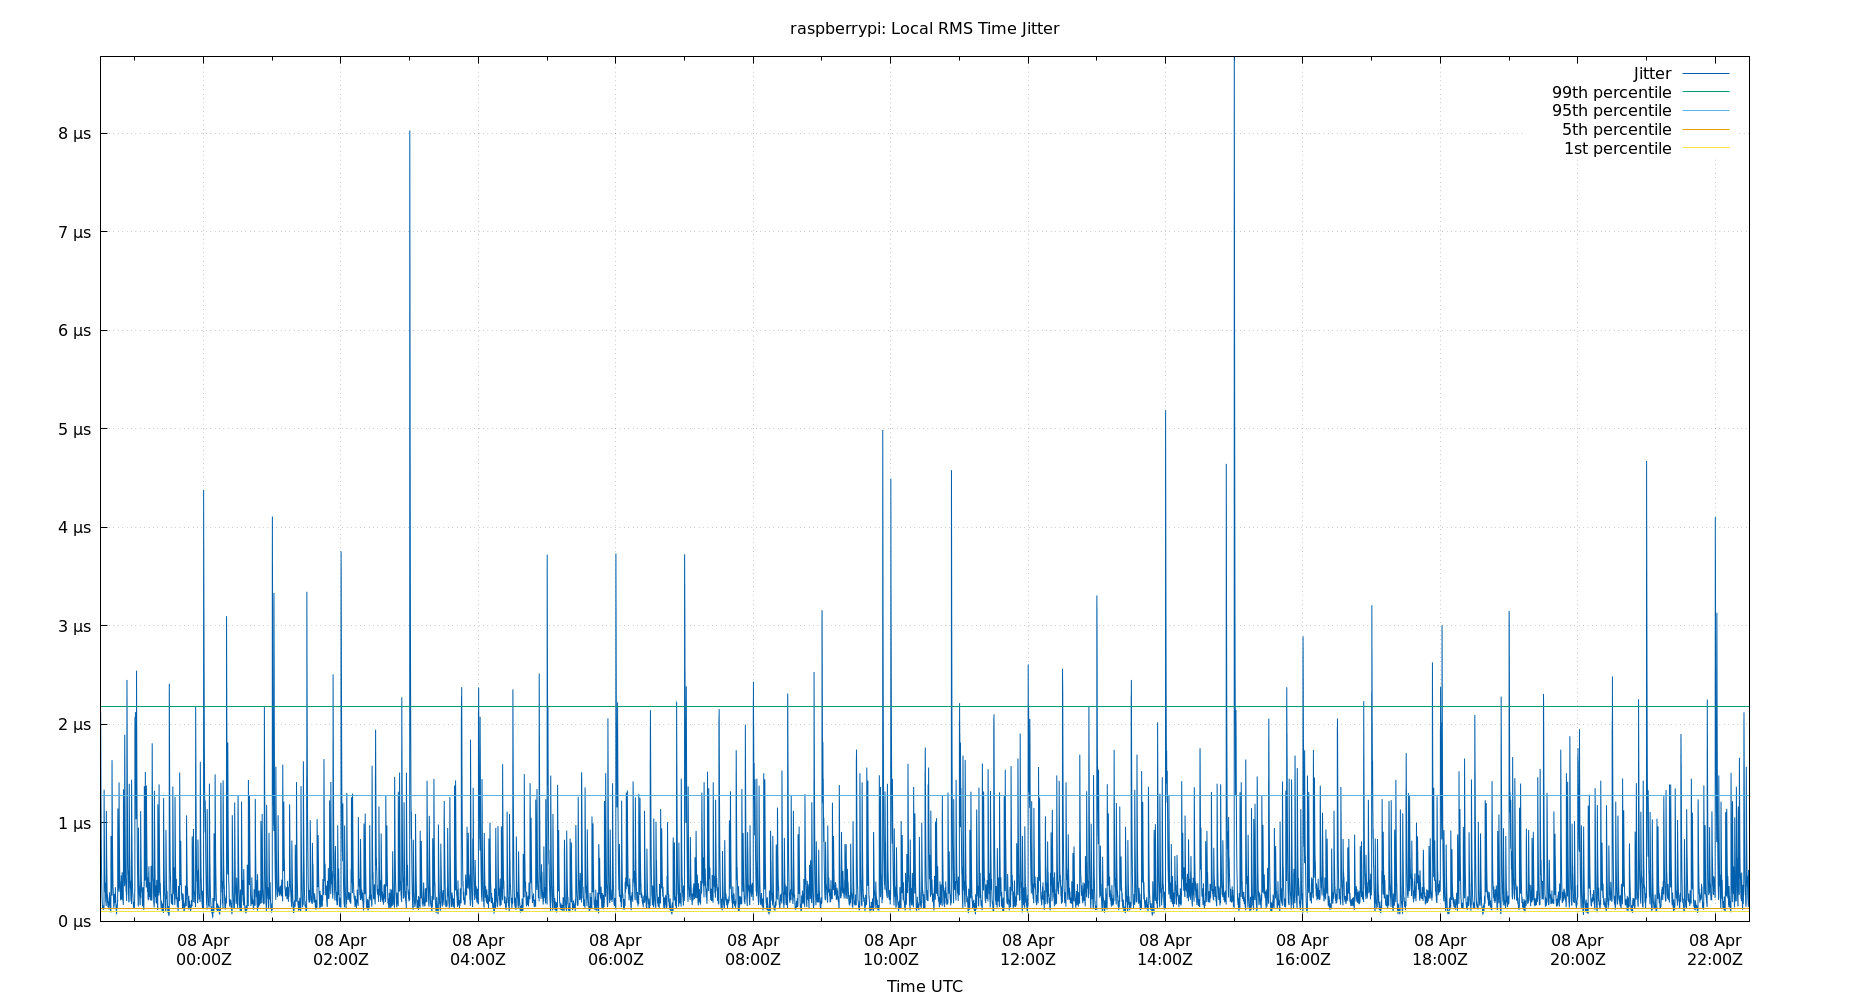 raspberrypi: Local RMS Time Jitter
Jitter
99th percentile
95th percentile
5th percentile
1st percentile
8 μs
7 μs
6 μs
5 μs
4 μs
3 μs
2 μs
1 μs
0 μs
08 Apr 08 Apr 08 Apr 08 Apr 08 Apr 08 Apr 08 Apr 08 Apr 08 Apr 08 Apr 08 Apr 08 Apr
00:00Z 02:00Z 04:00Z 06:00Z 08:00Z 10:00Z 12:00Z 14:00Z 16:00Z 18:00Z 20:00Z 22:00Z
Time UTC